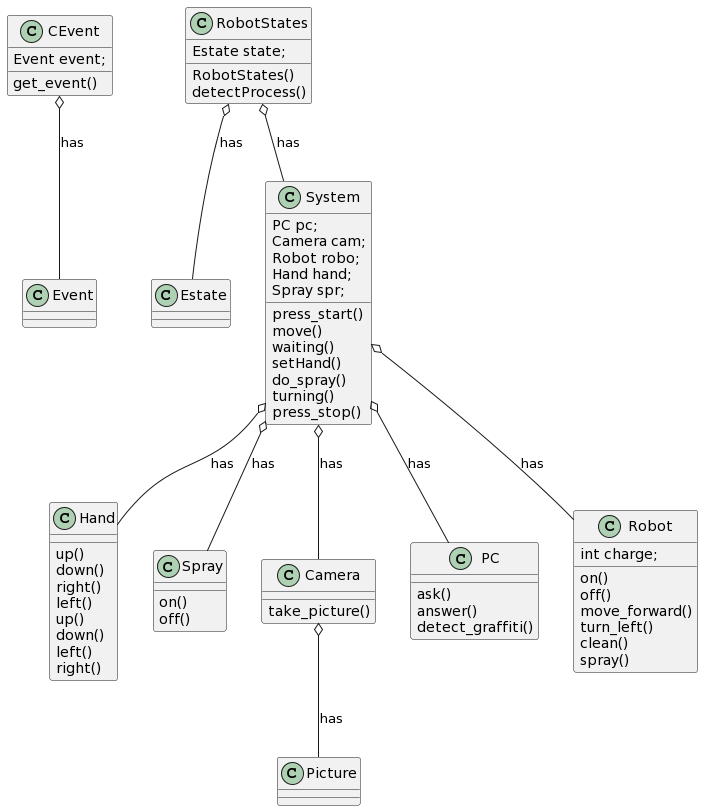 C CEvent
Event event;
get_event()
C RobotStates
Estate state;
RobotStates()
detectProcess()
has
has
has
C System
PC pc;
Camera cam;
Robot robo;
Hand hand;
Spray spr;
press_start()
move()
waiting()
setHand()
do_spray()
turning()
press_stop()
C Event
C Estate
has
has
has
has
has
C Hand
up()
down()
right()
left()
up()
down()
left()
right()
C Spray
on()
off()
C Camera
take_picture()
C PC
ask()
answer()
detect_graffiti()
C Robot
int charge;
on()
off()
move_forward()
turn_left()
clean()
spray()
has
C Picture